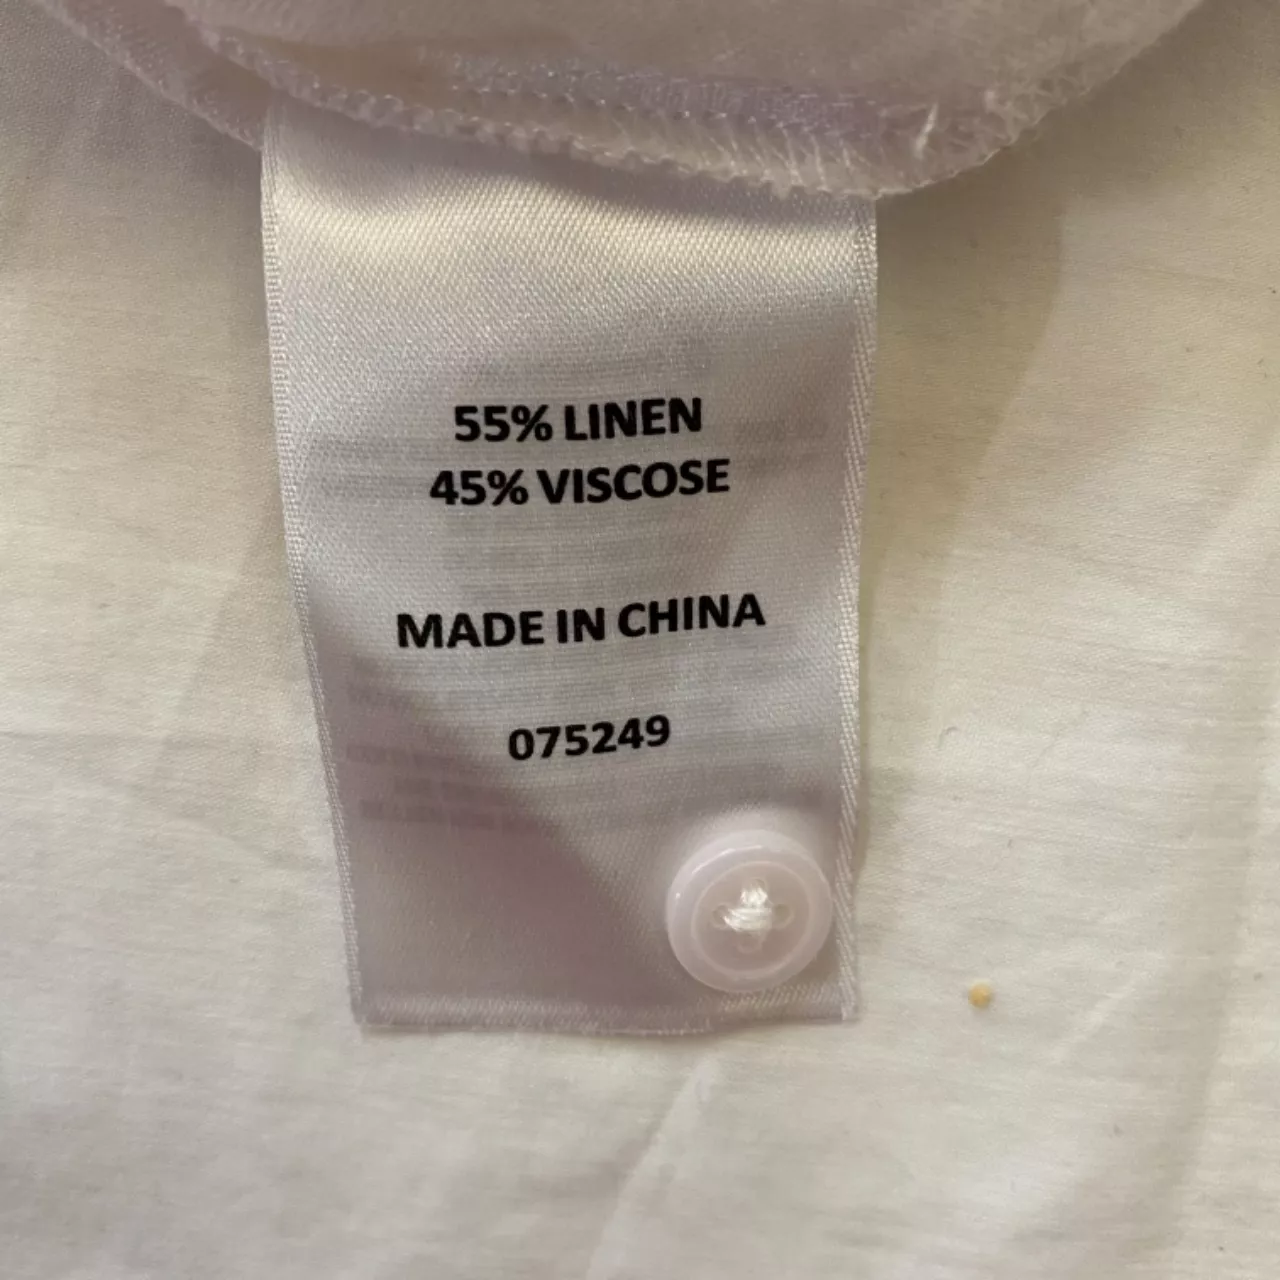 55% LINEN
45% VISCOSE
MADE IN CHINA
075249